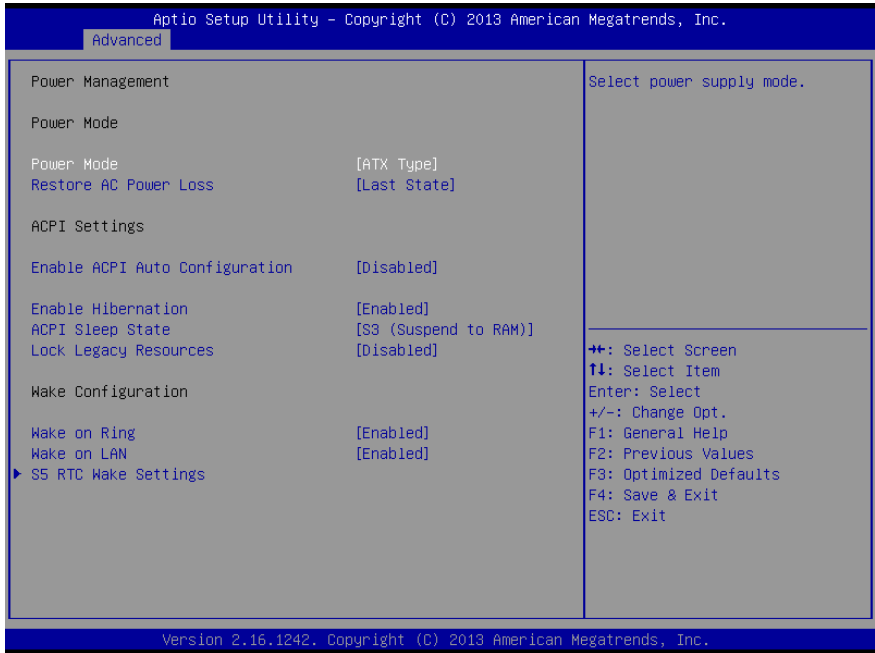 Aptio Setup Utility – Copyright (C) 2013 American Megatrends, Inc.
Advanced
Power Management
Power Mode
Power Mode [ATX Type]
Restore AC Power Loss [Last State]
ACPI Settings
Enable ACPI Auto Configuration [Disabled]
Enable Hibernation [Enabled]
ACPI Sleep State [S3 (Suspend to RAM)]
Lock Legacy Resources [Disabled]
Wake Configuration
Wake on Ring [Enabled]
Wake on LAN [Enabled]
▶ S5 RTC Wake Settings
Select power supply mode.
→←: Select Screen
↑↓: Select Item
Enter: Select
+/-: Change Opt.
F1: General Help
F2: Previous Values
F3: Optimized Defaults
F4: Save & Exit
ESC: Exit
Version 2.16.1242. Copyright (C) 2013 American Megatrends, Inc.